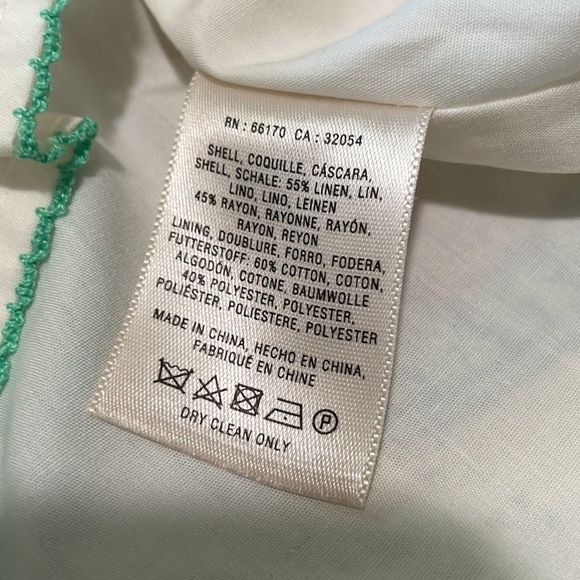 RN : 66170 CA : 32054
SHELL, COQUILLE, CÁSCARA,
SHELL, SCHALE: 55% LINEN, LIN,
LINO, LINO, LEINEN
45% RAYON, RAYONNE, RAYÓN,
RAYON, REYON
LINING, DOUBLURE, FORRO, FODERA,
FUTTERSTOFF: 60% COTTON, COTON,
ALGODÓN, COTONE, BAUMWOLLE
40% POLYESTER, POLYESTER,
POLIÉSTER, POLIESTERE, POLYESTER
MADE IN CHINA, HECHO EN CHINA,
FABRIQUÉ EN CHINE
P
DRY CLEAN ONLY